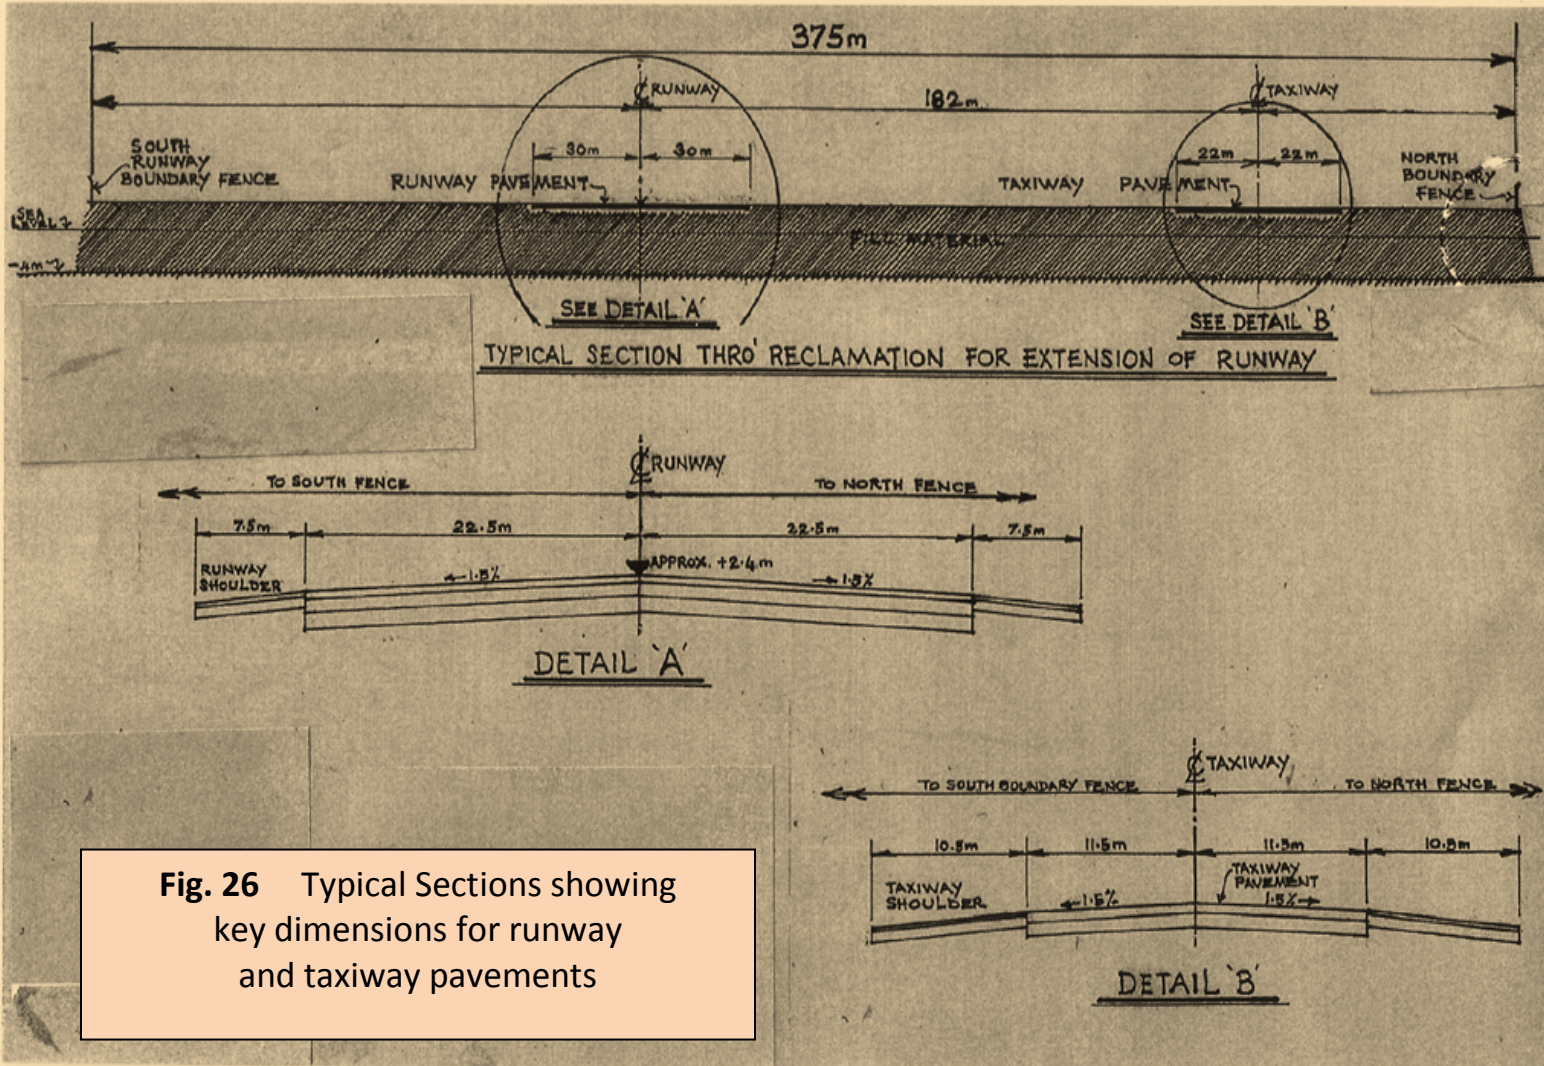 375m
℄ RUNWAY
182m
℄ TAXIWAY
SOUTH
RUNWAY
BOUNDARY FENCE
30m
30m
22m
22m
NORTH
BOUNDARY
FENCE
RUNWAY PAVEMENT
TAXIWAY PAVEMENT
SEA
LEVEL
FILL MATERIAL
-4m
SEE DETAIL 'A'
SEE DETAIL 'B'
TYPICAL SECTION THRO' RECLAMATION FOR EXTENSION OF RUNWAY
℄ RUNWAY
TO SOUTH FENCE
TO NORTH FENCE
7.5m
22.5m
22.5m
7.5m
RUNWAY
SHOULDER
APPROX. +2.4m
1.5%
1.5%
DETAIL 'A'
℄ TAXIWAY
TO SOUTH BOUNDARY FENCE
TO NORTH FENCE
10.5m
11.5m
11.5m
10.5m
TAXIWAY
SHOULDER
TAXIWAY
PAVEMENT
1.5%
1.5%
DETAIL 'B'
Fig. 26 Typical Sections showing
key dimensions for runway
and taxiway pavements